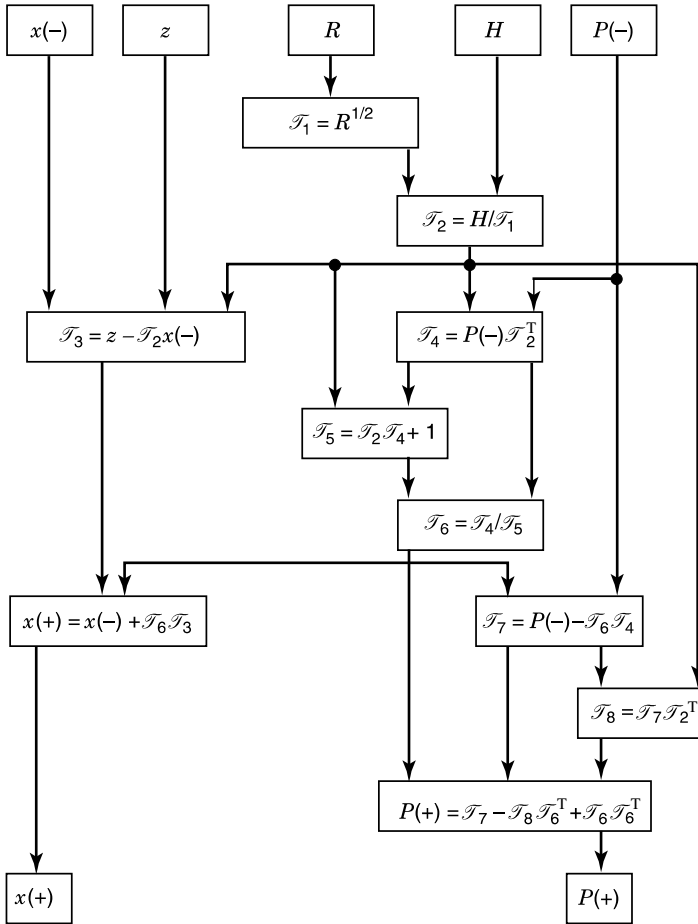 x(−)
z
R
H
P(−)
𝒯₁ = R^{1/2}
𝒯₂ = H/𝒯₁
𝒯₃ = z − 𝒯₂x(−)
𝒯₄ = P(−)𝒯₂^T
𝒯₅ = 𝒯₂𝒯₄ + 1
𝒯₆ = 𝒯₄/𝒯₅
x(+) = x(−) + 𝒯₆𝒯₃
𝒯₇ = P(−) − 𝒯₆𝒯₄
𝒯₈ = 𝒯₇𝒯₂^T
P(+) = 𝒯₇ − 𝒯₈𝒯₆^T + 𝒯₆𝒯₆^T
x(+)
P(+)